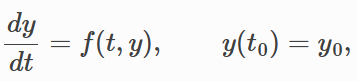 dy/dt = f(t, y), y(t₀) = y₀,